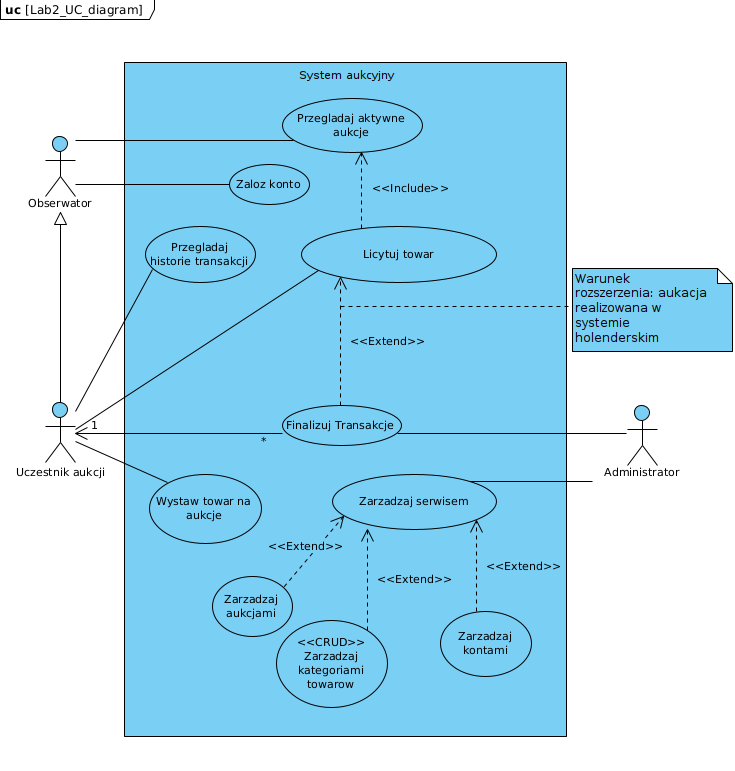 uc [Lab2_UC_diagram]
System aukcyjny
Przegladaj aktywne
aukcje
Obserwator
Zaloz konto
<<Include>>
Przegladaj
historie transakcji
Licytuj towar
Warunek
rozszerzenia: aukacja
realizowana w
systemie
holenderskim
<<Extend>>
1
Finalizuj Transakcje
*
Uczestnik aukcji
Administrator
Wystaw towar na
aukcje
Zarzadzaj serwisem
<<Extend>>
<<Extend>>
<<Extend>>
Zarzadzaj
aukcjami
<<CRUD>>
Zarzadzaj
kategoriami
towarow
Zarzadzaj
kontami